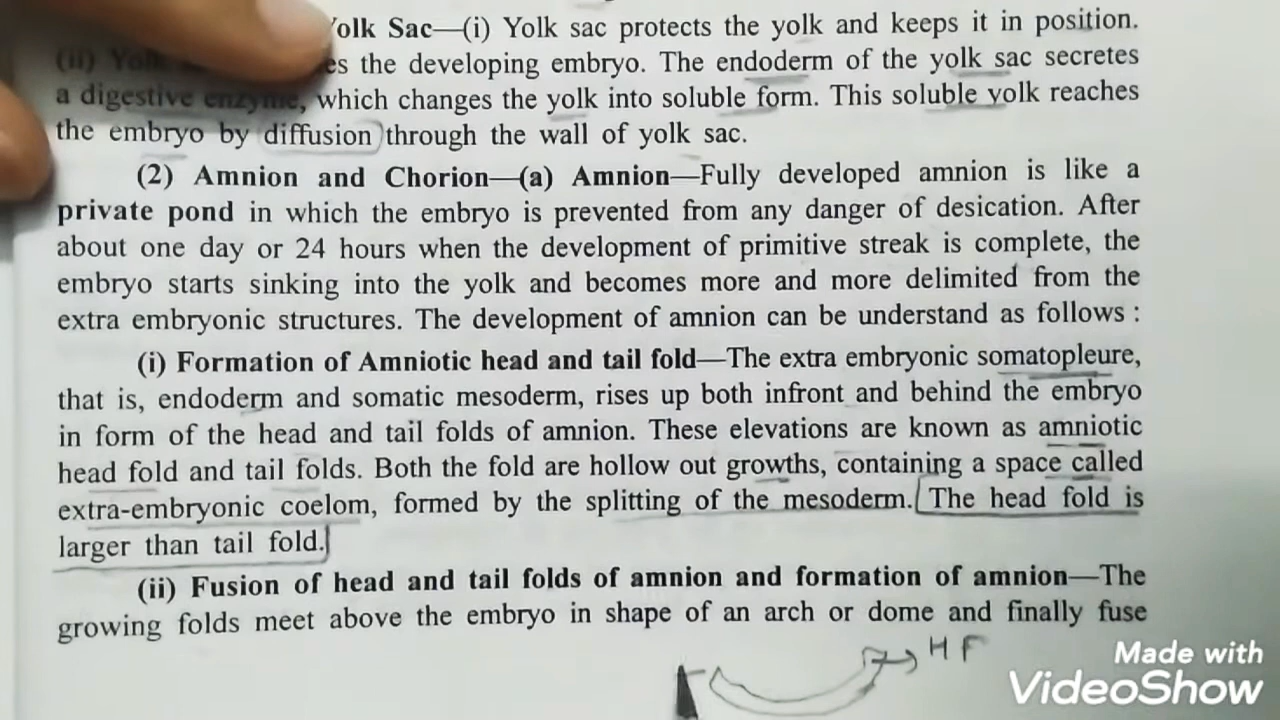 olk Sac—(i) Yolk sac protects the yolk and keeps it in position.
(ii) es the developing embryo. The endoderm of the yolk sac secretes
a digestive enzyme, which changes the yolk into soluble form. This soluble yolk reaches
the embryo by diffusion through the wall of yolk sac.
(2) Amnion and Chorion—(a) Amnion—Fully developed amnion is like a
private pond in which the embryo is prevented from any danger of desication. After
about one day or 24 hours when the development of primitive streak is complete, the
embryo starts sinking into the yolk and becomes more and more delimited from the
extra embryonic structures. The development of amnion can be understand as follows :
(i) Formation of Amniotic head and tail fold—The extra embryonic somatopleure,
that is, endoderm and somatic mesoderm, rises up both infront and behind the embryo
in form of the head and tail folds of amnion. These elevations are known as amniotic
head fold and tail folds. Both the fold are hollow out growths, containing a space called
extra-embryonic coelom, formed by the splitting of the mesoderm. The head fold is
larger than tail fold.
(ii) Fusion of head and tail folds of amnion and formation of amnion—The
growing folds meet above the embryo in shape of an arch or dome and finally fuse
H F
Made with
VideoShow